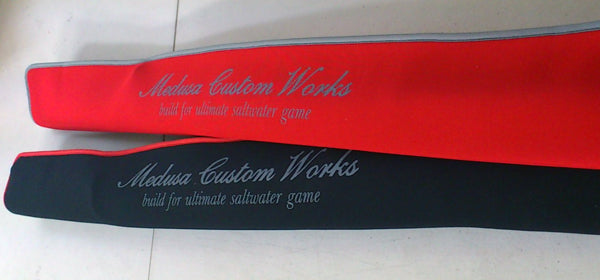 Medusa Custom Works
build for ultimate saltwater game
Medusa Custom Works
build for ultimate saltwater game